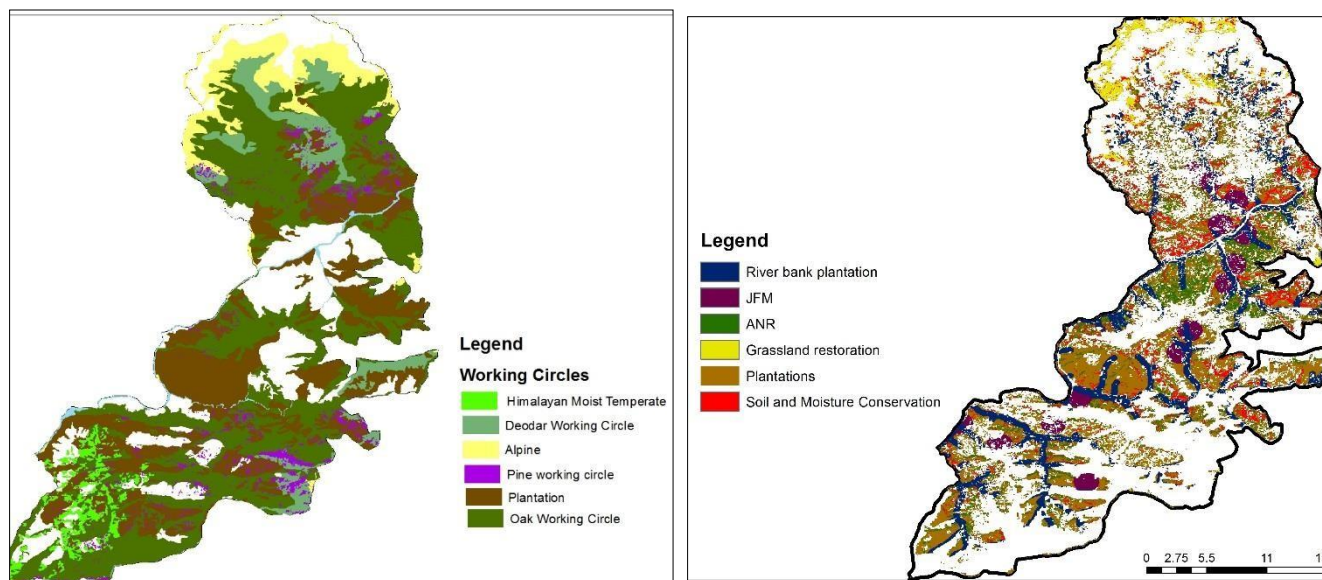 Legend
Working Circles
Himalayan Moist Temperate
Deodar Working Circle
Alpine
Pine working circle
Plantation
Oak Working Circle
Legend
River bank plantation
JFM
ANR
Grassland restoration
Plantations
Soil and Moisture Conservation
0 2.75 5.5 11